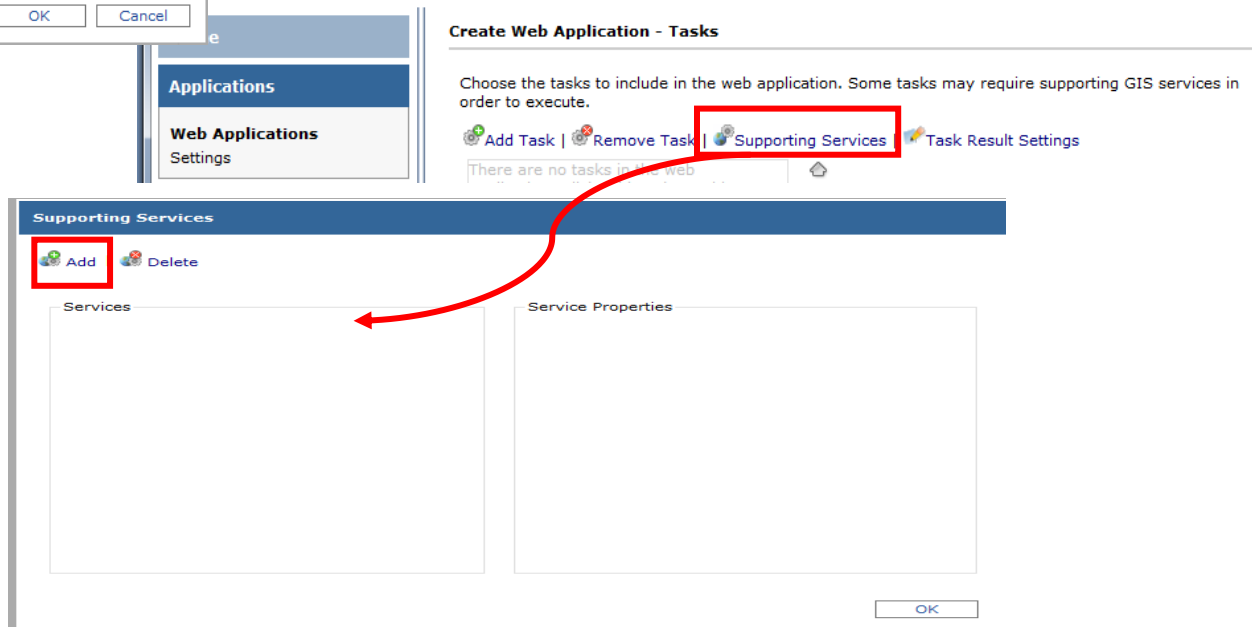 OK Cancel
e
Applications
Web Applications
Settings
Create Web Application - Tasks
Choose the tasks to include in the web application. Some tasks may require supporting GIS services in
order to execute.
Add Task | Remove Task | Supporting Services | Task Result Settings
There are no tasks in the web
Supporting Services
Add Delete
Services
Service Properties
OK